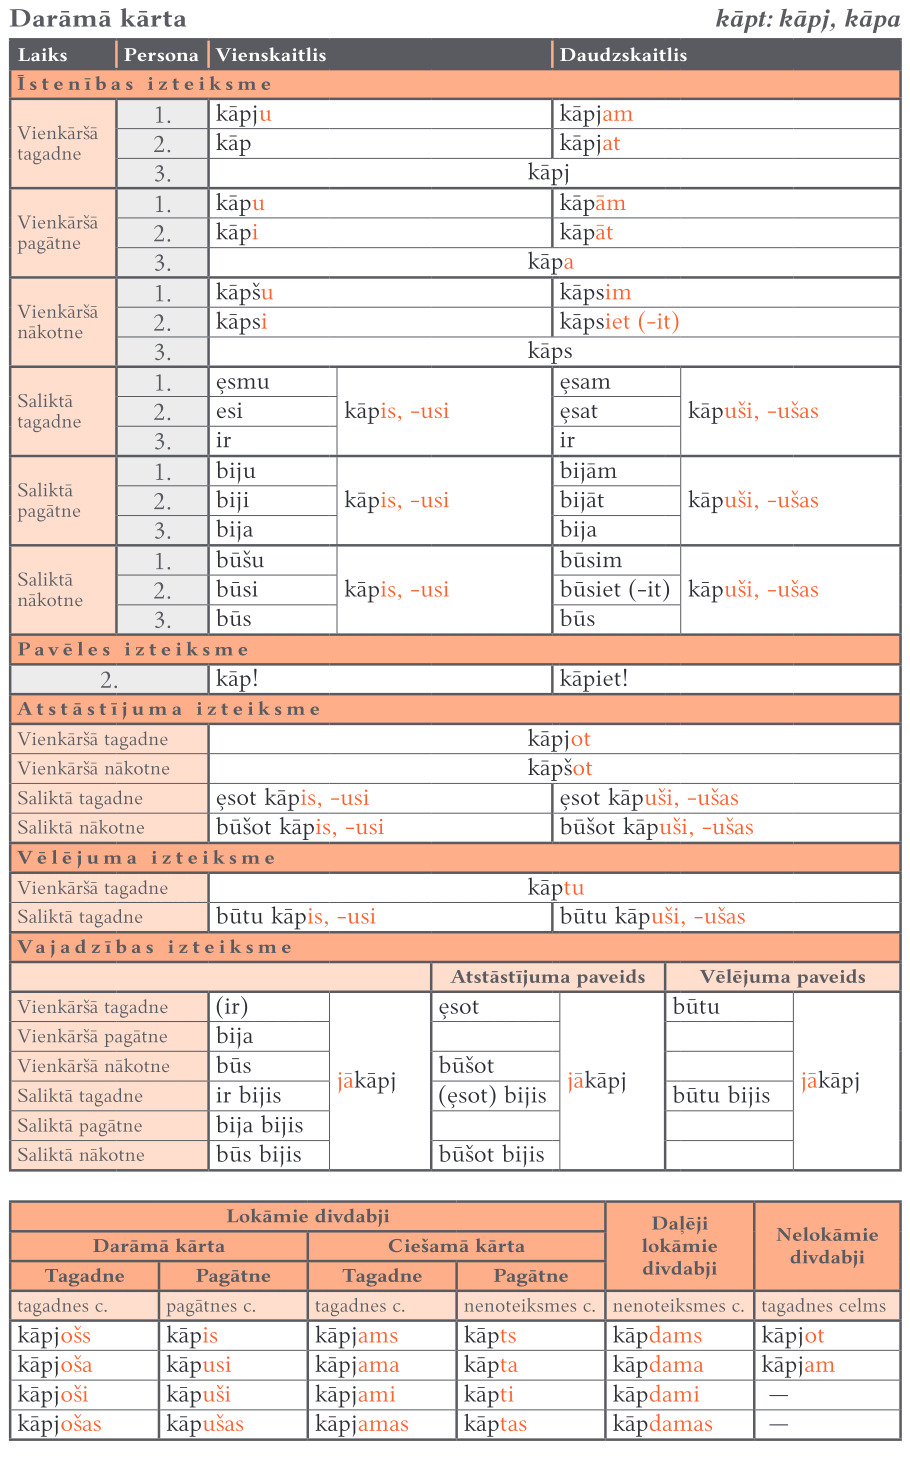 Darāmā kārta kāpt: kāpj, kāpa
Laiks Persona Vienskaitlis Daudzskaitlis
Īstenības izteiksme
Vienkāršā tagadne
1. kāpju kāpjam
2. kāp kāpjat
3. kāpj
Vienkāršā pagātne
1. kāpu kāpām
2. kāpi kāpāt
3. kāpa
Vienkāršā nākotne
1. kāpšu kāpsim
2. kāpsi kāpsiet (-it)
3. kāps
Saliktā tagadne
1. ȩsmu kāpis, -usi ȩsam kāpuši, -ušas
2. esi ȩsat
3. ir ir
Saliktā pagātne
1. biju kāpis, -usi bijām kāpuši, -ušas
2. biji bijāt
3. bija bija
Saliktā nākotne
1. būšu kāpis, -usi būsim kāpuši, -ušas
2. būsi būsiet (-it)
3. būs būs
Pavēles izteiksme
2. kāp! kāpiet!
Atstāstījuma izteiksme
Vienkāršā tagadne kāpjot
Vienkāršā nākotne kāpšot
Saliktā tagadne ȩsot kāpis, -usi ȩsot kāpuši, -ušas
Saliktā nākotne būšot kāpis, -usi būšot kāpuši, -ušas
Vēlējuma izteiksme
Vienkāršā tagadne kāptu
Saliktā tagadne būtu kāpis, -usi būtu kāpuši, -ušas
Vajadzības izteiksme
Atstāstījuma paveids Vēlējuma paveids
Vienkāršā tagadne (ir) ȩsot būtu
Vienkāršā pagātne bija
Vienkāršā nākotne būs jākāpj būšot jākāpj jākāpj
Saliktā tagadne ir bijis (ȩsot) bijis būtu bijis
Saliktā pagātne bija bijis
Saliktā nākotne būs bijis būšot bijis
Lokāmie divdabji Daļēji lokāmie divdabji Nelokāmie divdabji
Darāmā kārta Ciešamā kārta
Tagadne Pagātne Tagadne Pagātne
tagadnes c. pagātnes c. tagadnes c. nenoteiksmes c. nenoteiksmes c. tagadnes celms
kāpjošs kāpis kāpjams kāpts kāpdams kāpjot
kāpjoša kāpusi kāpjama kāpta kāpdama kāpjam
kāpjoši kāpuši kāpjami kāpti kāpdami —
kāpjošas kāpušas kāpjamas kāptas kāpdamas —